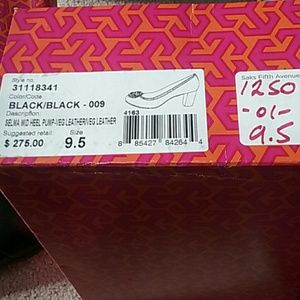 Style no.
31118341
Color/Code
BLACK/BLACK - 009
Description:
SELMA MID HEEL PUMP-VEG LEATHER/VEG LEATHER
Suggested retail:
Size
$ 275.00
9.5
4163
8 85427 84264 4
Saks Fifth Avenue
1250
-01-
9.5